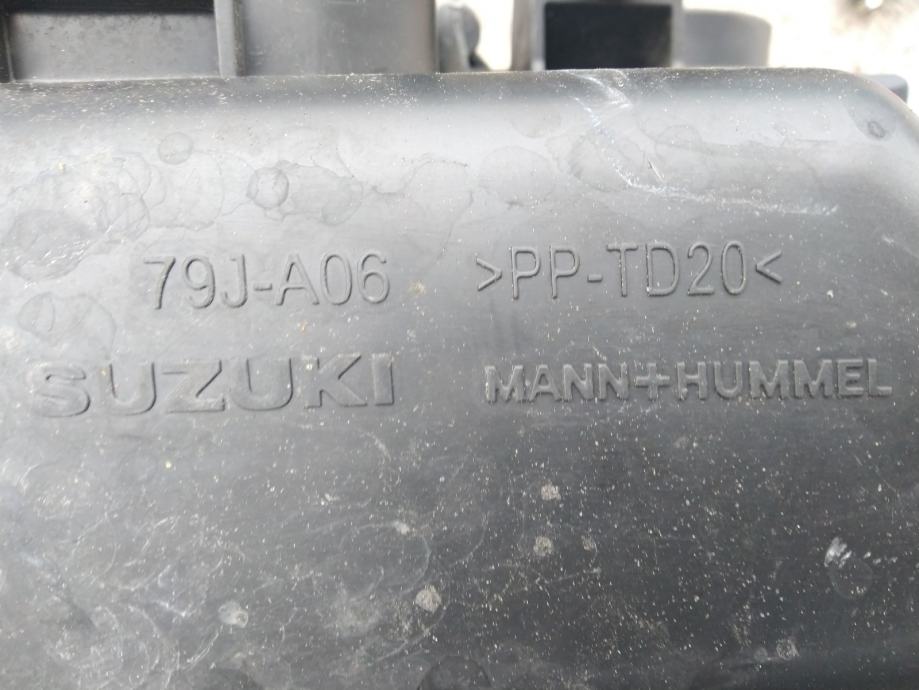 79J-A06 >PP-TD20<
SUZUKI MANN+HUMMEL